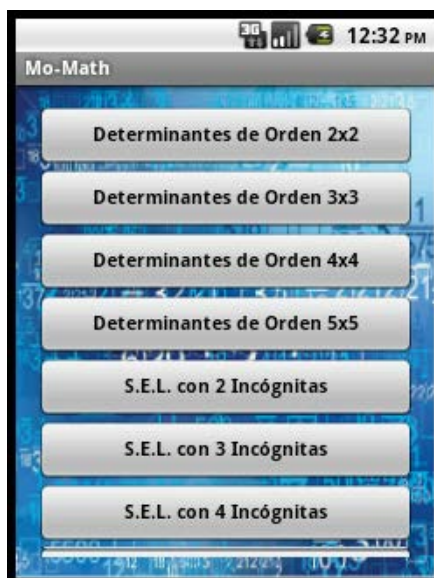 3G 12:32 PM
Mo-Math
Determinantes de Orden 2x2
Determinantes de Orden 3x3
Determinantes de Orden 4x4
Determinantes de Orden 5x5
S.E.L. con 2 Incógnitas
S.E.L. con 3 Incógnitas
S.E.L. con 4 Incógnitas